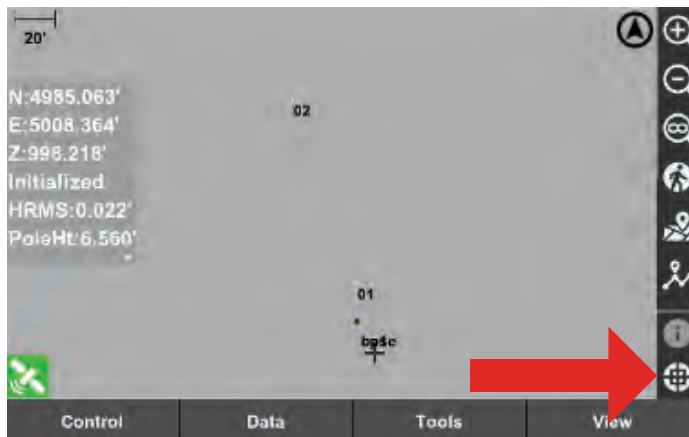 20'
N:4985.063'
E:5008.364'
Z:998.218'
Initialized
HRMS:0.022'
PoleHt:6.560'
02
01
base
Control Data Tools View